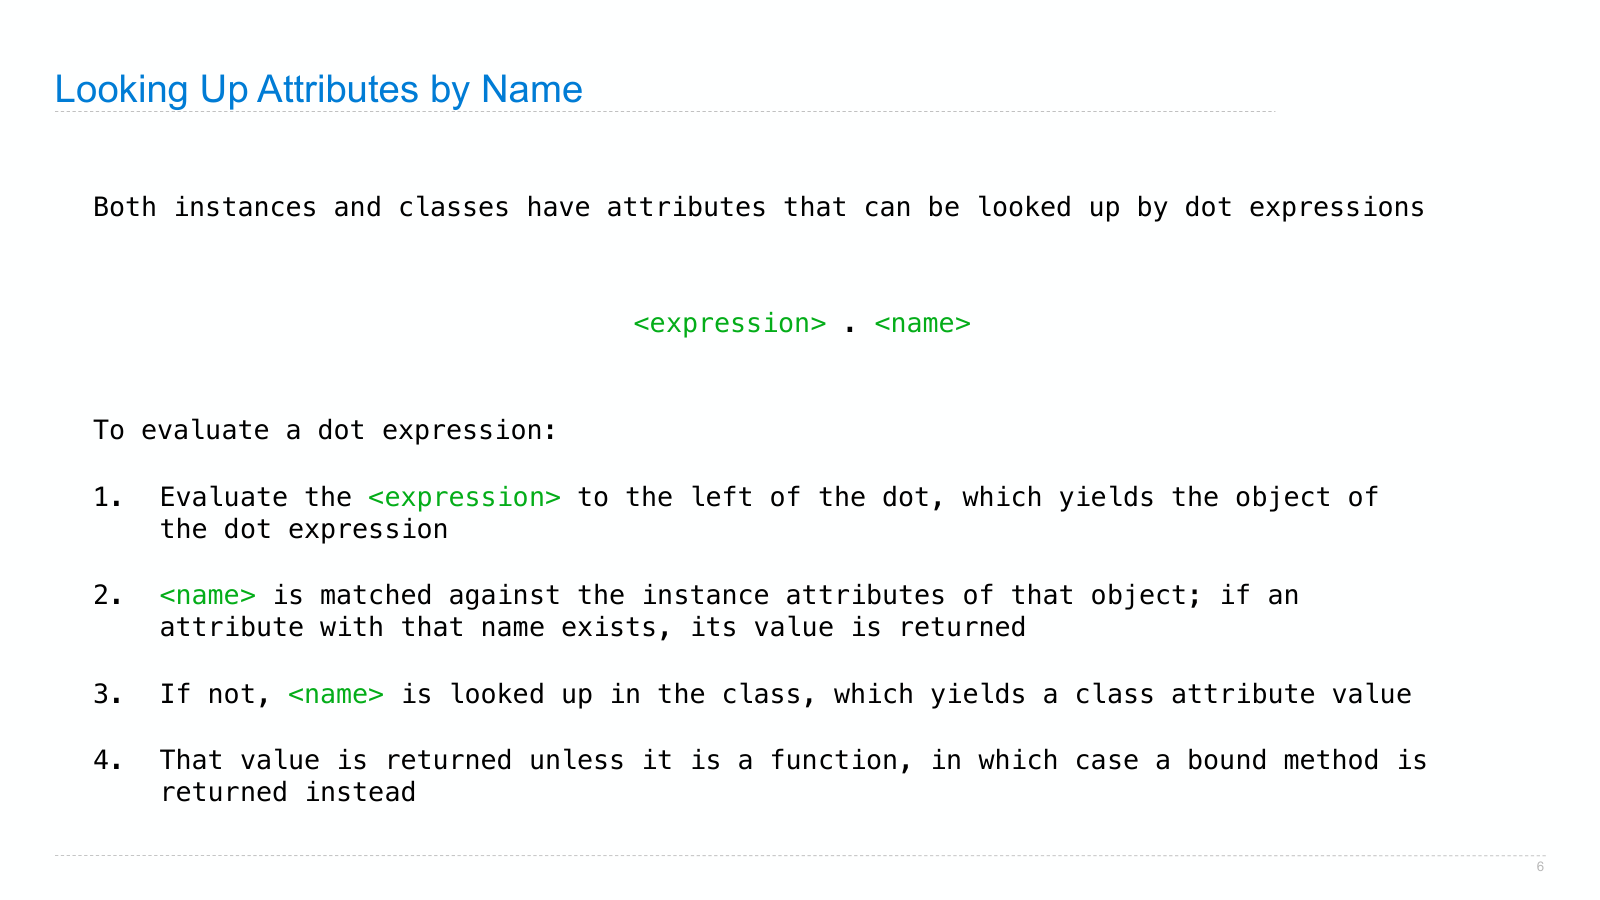 Looking Up Attributes by Name
Both instances and classes have attributes that can be looked up by dot expressions
<expression> . <name>
To evaluate a dot expression:
1. Evaluate the <expression> to the left of the dot, which yields the object of
the dot expression
2. <name> is matched against the instance attributes of that object; if an
attribute with that name exists, its value is returned
3. If not, <name> is looked up in the class, which yields a class attribute value
4. That value is returned unless it is a function, in which case a bound method is
returned instead
6